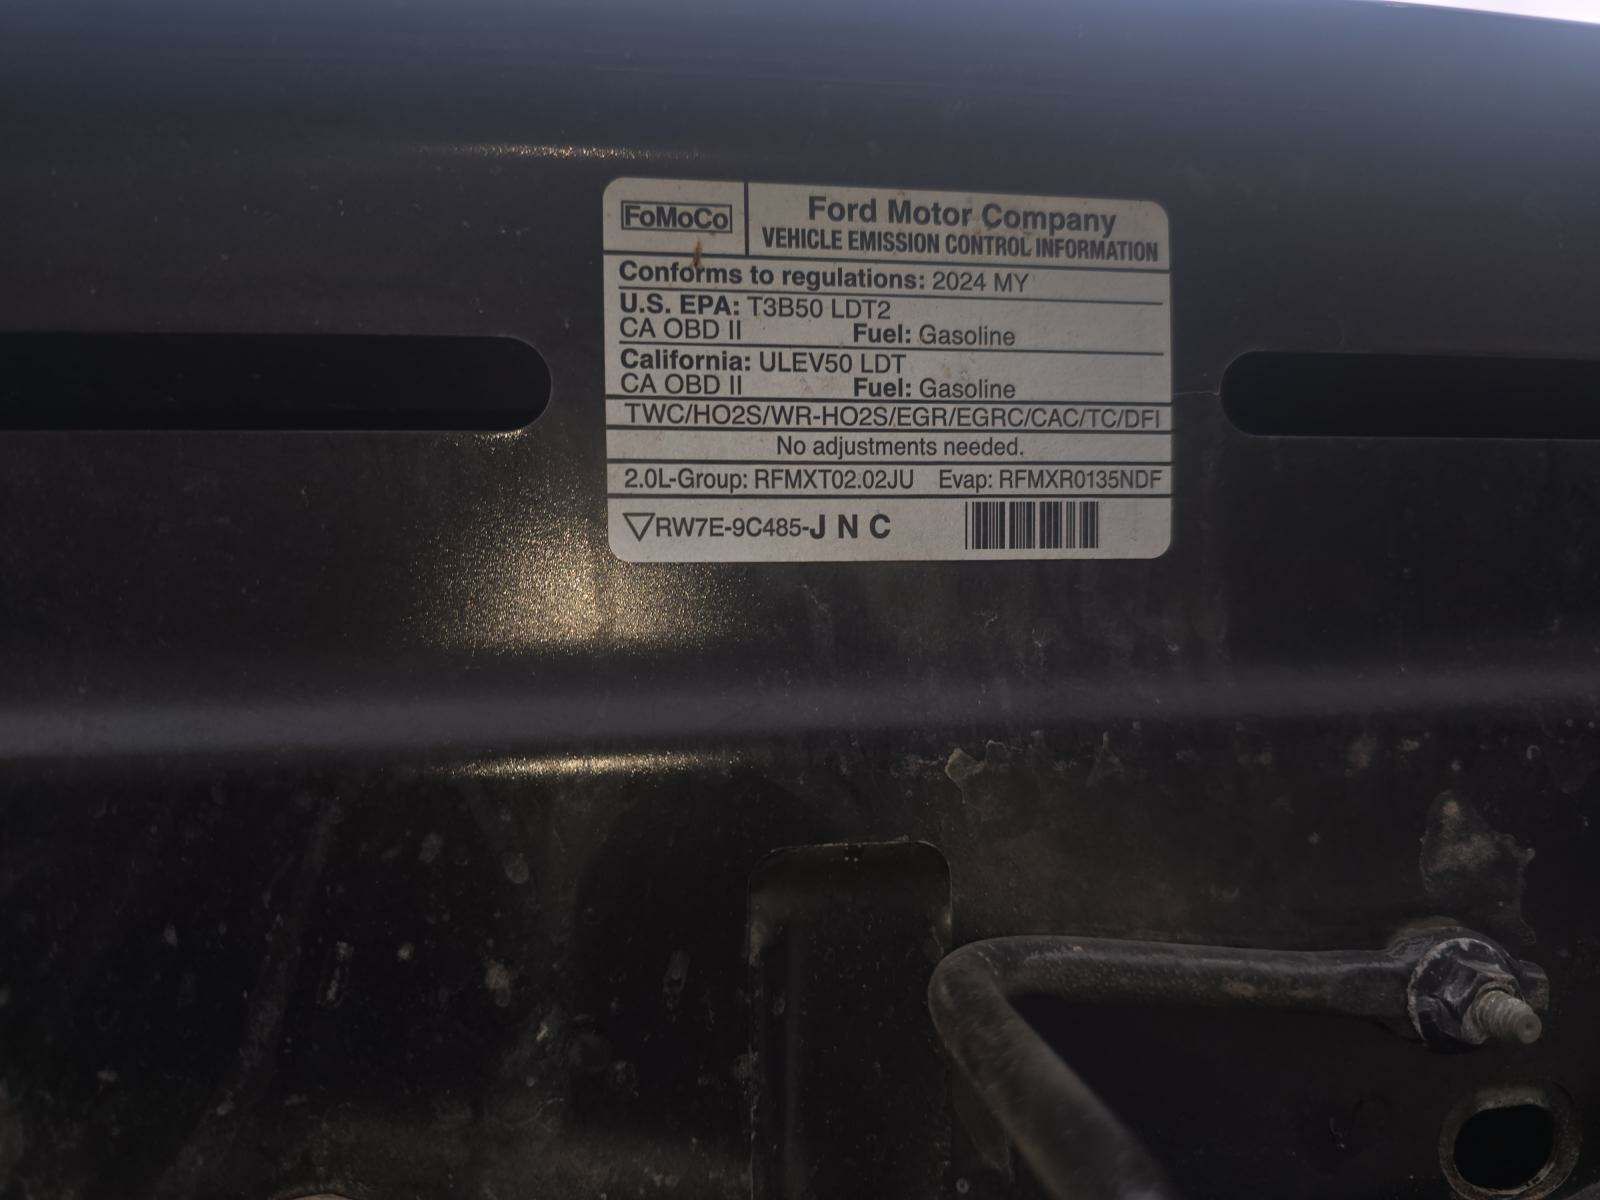 FoMoCo
Ford Motor Company
VEHICLE EMISSION CONTROL INFORMATION
Conforms to regulations: 2024 MY
U.S. EPA: T3B50 LDT2
CA OBD II Fuel: Gasoline
California: ULEV50 LDT
CA OBD II Fuel: Gasoline
TWC/HO2S/WR-HO2S/EGR/EGRC/CAC/TC/DFI
No adjustments needed.
2.0L-Group: RFMXT02.02JU Evap: RFMXR0135NDF
RW7E-9C485-J N C